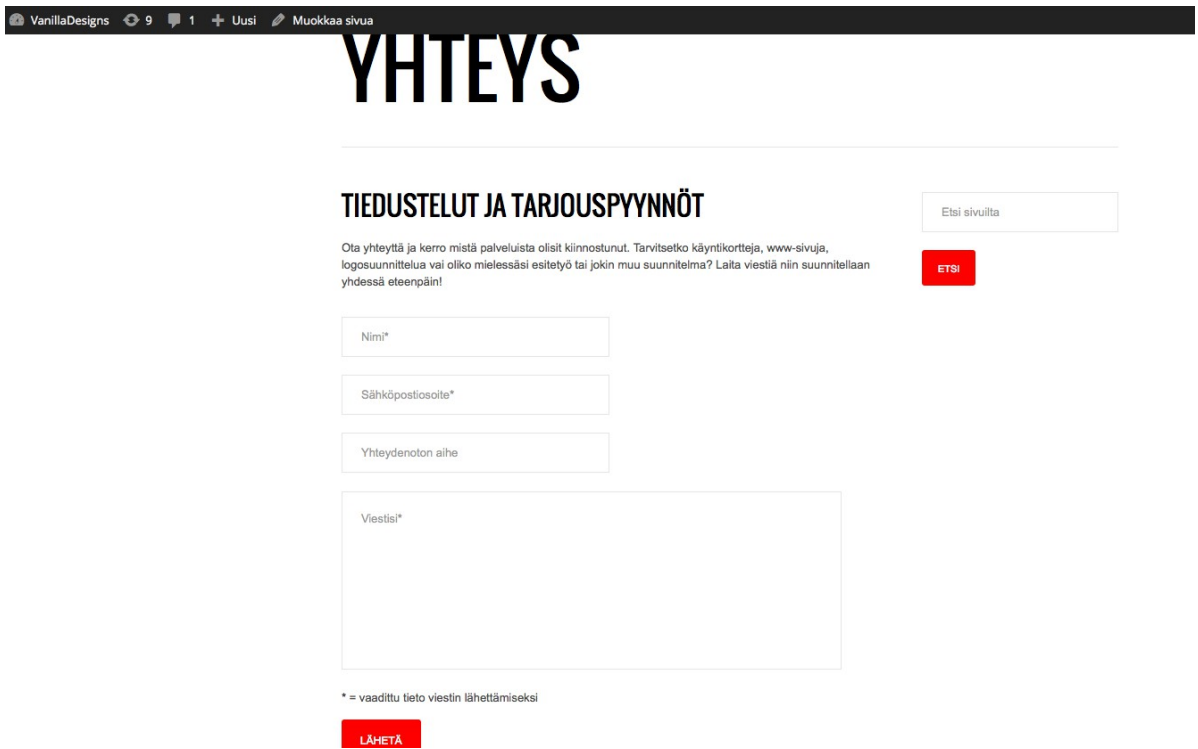 VanillaDesigns 9 1 Uusi Muokkaa sivua
YHTEYS
TIEDUSTELUT JA TARJOUSPYYNNÖT
Ota yhteyttä ja kerro mistä palveluista olisit kiinnostunut. Tarvitsetko käyntikortteja, www-sivuja,
logosuunnittelua vai oliko mielessäsi esitetyö tai jokin muu suunnitelma? Laita viestiä niin suunnitellaan
yhdessä eteenpäin!
Nimi*
Sähköpostiosoite*
Yhteydenoton aihe
Viestisi*
* = vaadittu tieto viestin lähettämiseksi
LÄHETÄ
Etsi sivuilta
ETSI